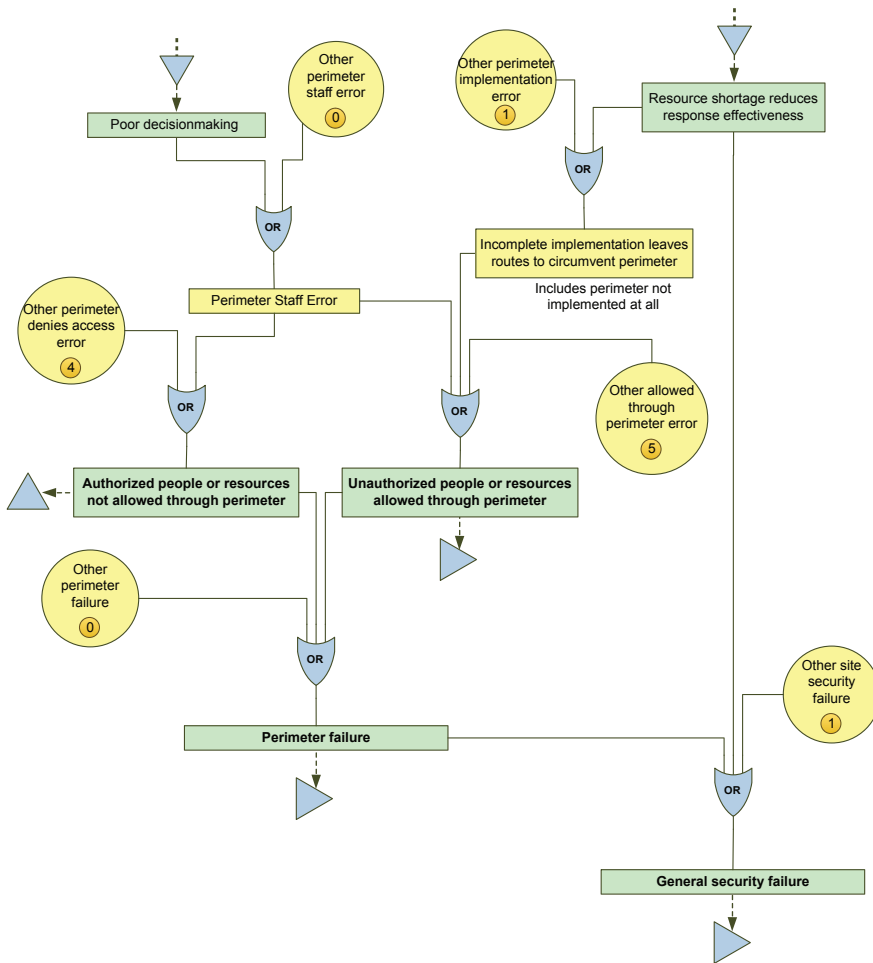 Other
perimeter
staff error
0
Other perimeter
implementation
error
1
Resource shortage reduces
response effectiveness
Poor decisionmaking
OR
OR
Incomplete implementation leaves
routes to circumvent perimeter
Includes perimeter not
implemented at all
Perimeter Staff Error
Other perimeter
denies access
error
4
OR
OR
Other allowed
through
perimeter error
5
Authorized people or resources
not allowed through perimeter
Unauthorized people or resources
allowed through perimeter
Other
perimeter
failure
0
OR
Other site
security
failure
1
Perimeter failure
OR
General security failure